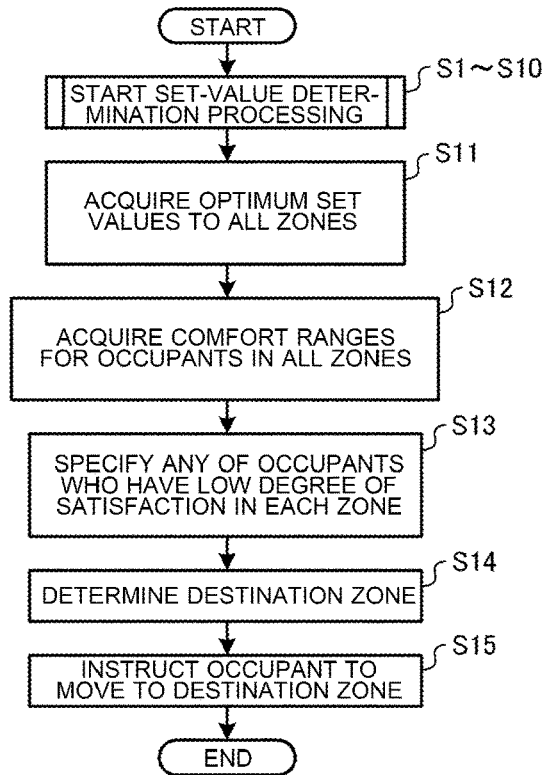 START
S1~S10
START SET-VALUE DETER-
MINATION PROCESSING
S11
ACQUIRE OPTIMUM SET
VALUES TO ALL ZONES
S12
ACQUIRE COMFORT RANGES
FOR OCCUPANTS IN ALL ZONES
S13
SPECIFY ANY OF OCCUPANTS
WHO HAVE LOW DEGREE OF
SATISFACTION IN EACH ZONE
S14
DETERMINE DESTINATION ZONE
S15
INSTRUCT OCCUPANT TO
MOVE TO DESTINATION ZONE
END